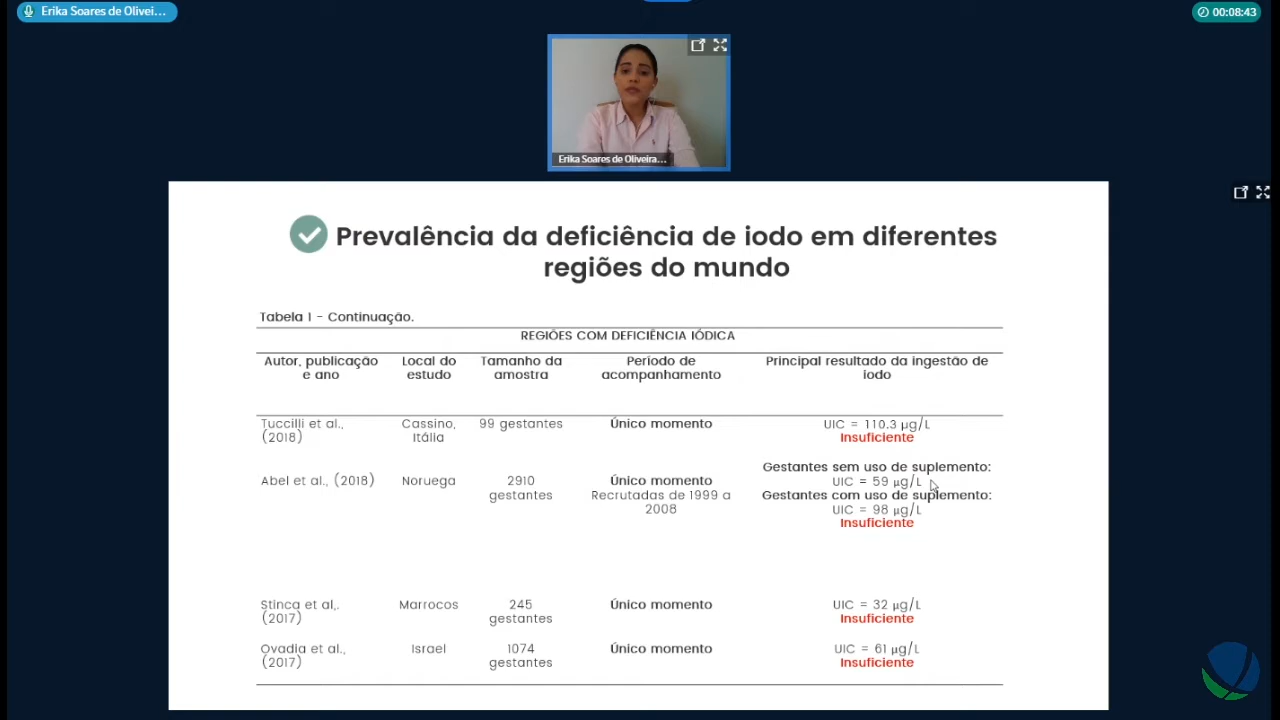 Erika Soares de Olivei...
00:08:43
Erika Soares de Oliveira...
Prevalência da deficiência de iodo em diferentes
regiões do mundo
Tabela 1 - Continuação.
REGIÕES COM DEFICIÊNCIA IÓDICA
Autor, publicação
e ano
Local do
estudo
Tamanho da
amostra
Período de
acompanhamento
Principal resultado da ingestão de
iodo
Tuccilli et al.,
(2018)
Cassino,
Itália
99 gestantes
Único momento
UIC = 110.3 µg/L
Insuficiente
Abel et al., (2018)
Noruega
2910
gestantes
Único momento
Recrutadas de 1999 a
2008
Gestantes sem uso de suplemento:
UIC = 59 µg/L
Gestantes com uso de suplemento:
UIC = 98 µg/L
Insuficiente
Stinca et al,.
(2017)
Marrocos
245
gestantes
Único momento
UIC = 32 µg/L
Insuficiente
Ovadia et al.,
(2017)
Israel
1074
gestantes
Único momento
UIC = 61 µg/L
Insuficiente